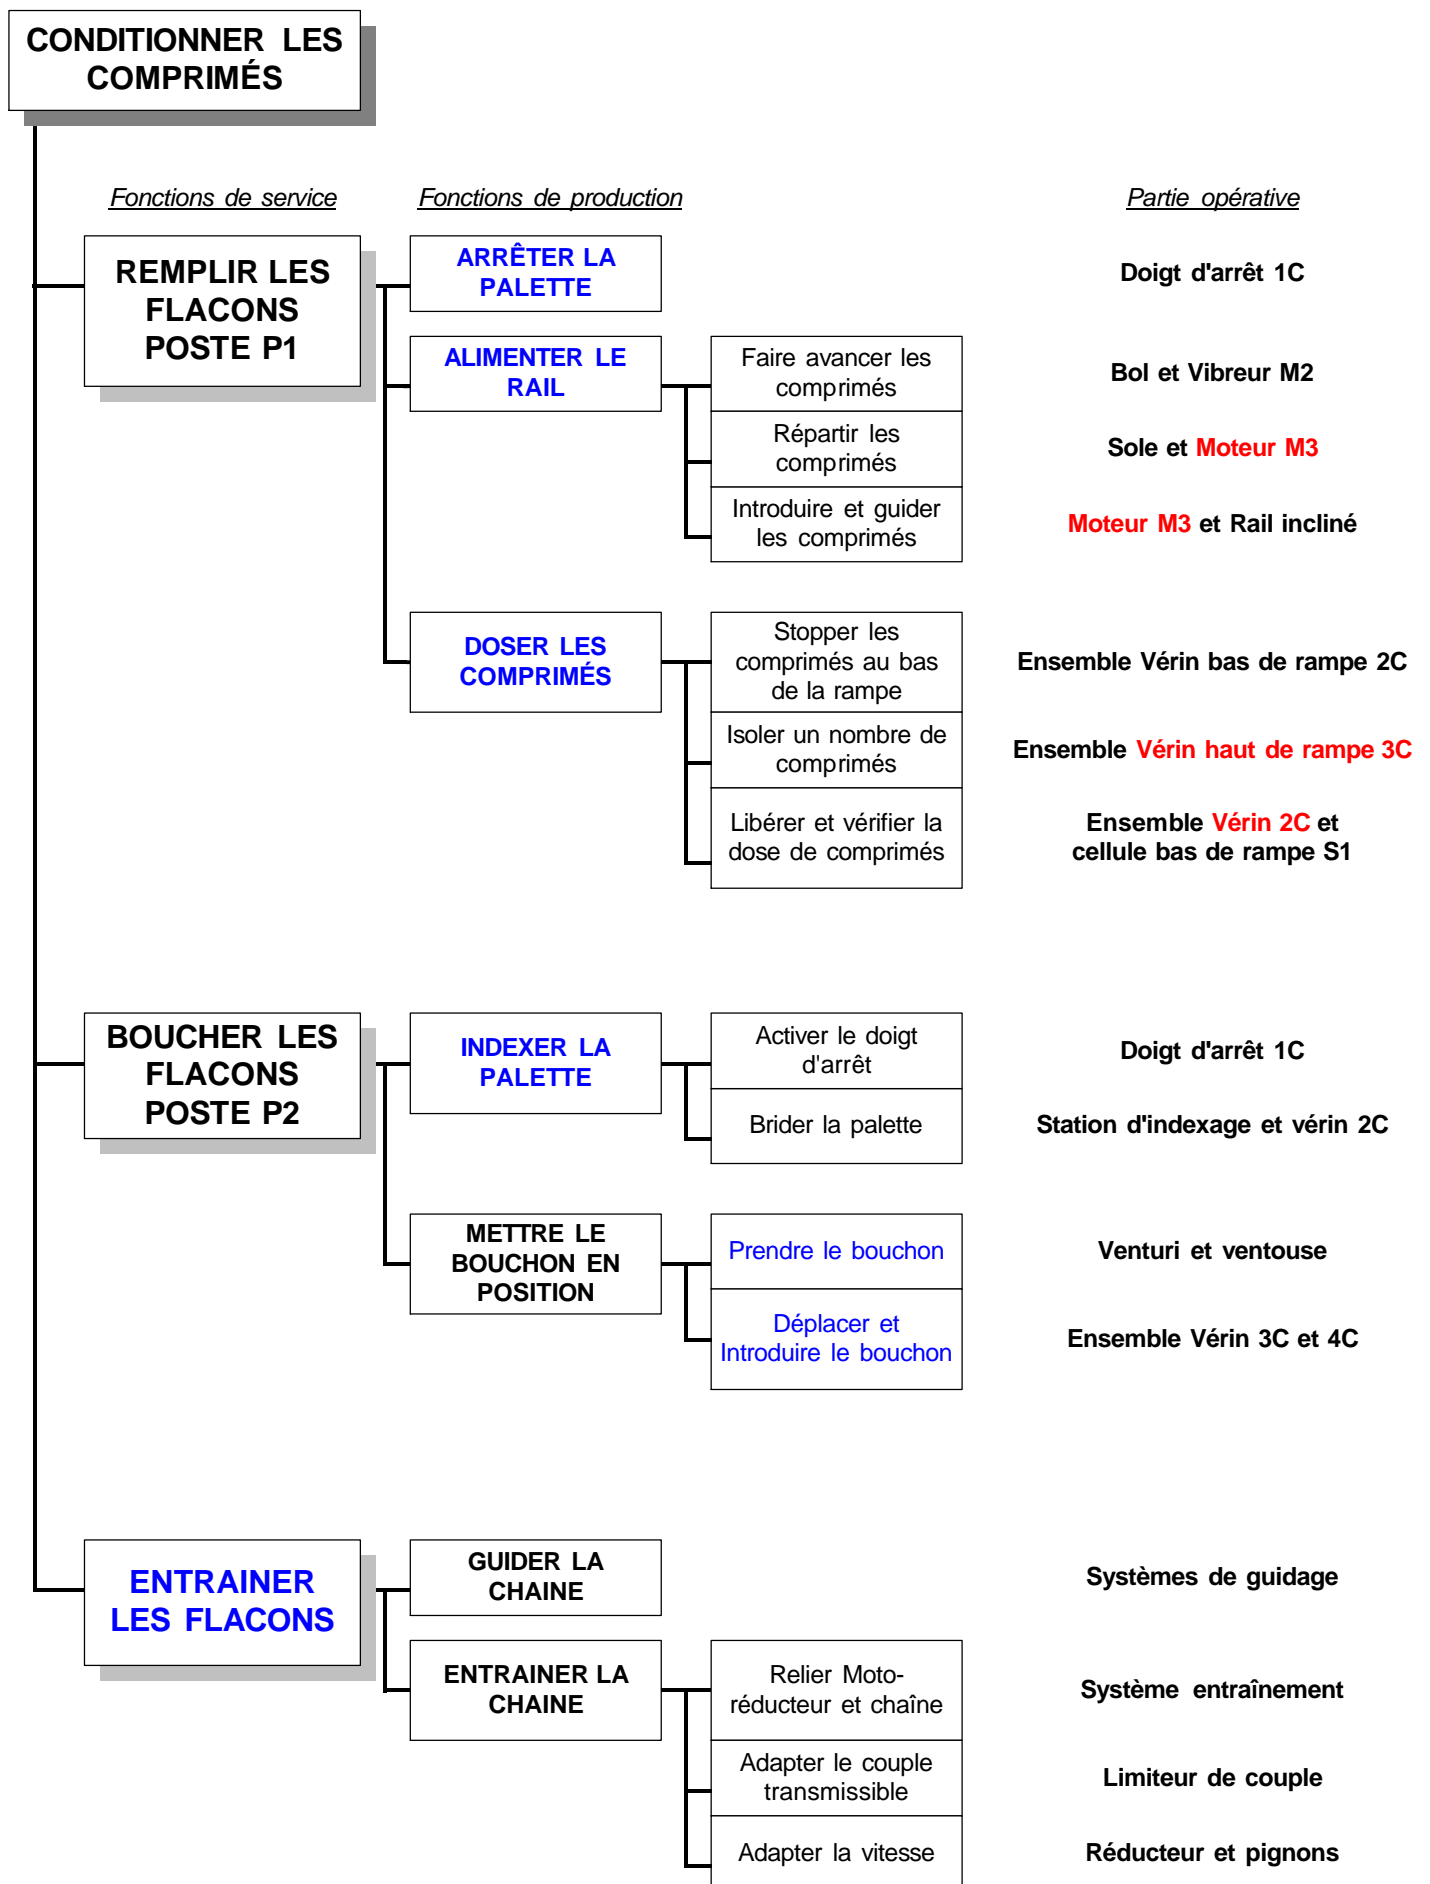 CONDITIONNER LES
COMPRIMÉS
Fonctions de service
Fonctions de production
Partie opérative
REMPLIR LES
FLACONS
POSTE P1
ARRÊTER LA
PALETTE
Doigt d'arrêt 1C
ALIMENTER LE
RAIL
Faire avancer les
comprimés
Bol et Vibreur M2
Répartir les
comprimés
Sole et Moteur M3
Introduire et guider
les comprimés
Moteur M3 et Rail incliné
DOSER LES
COMPRIMÉS
Stopper les
comprimés au bas
de la rampe
Ensemble Vérin bas de rampe 2C
Isoler un nombre de
comprimés
Ensemble Vérin haut de rampe 3C
Libérer et vérifier la
dose de comprimés
Ensemble Vérin 2C et
cellule bas de rampe S1
BOUCHER LES
FLACONS
POSTE P2
INDEXER LA
PALETTE
Activer le doigt
d'arrêt
Doigt d'arrêt 1C
Brider la palette
Station d'indexage et vérin 2C
METTRE LE
BOUCHON EN
POSITION
Prendre le bouchon
Venturi et ventouse
Déplacer et
Introduire le bouchon
Ensemble Vérin 3C et 4C
ENTRAINER
LES FLACONS
GUIDER LA
CHAINE
Systèmes de guidage
ENTRAINER LA
CHAINE
Relier Moto-
réducteur et chaîne
Système entraînement
Adapter le couple
transmissible
Limiteur de couple
Adapter la vitesse
Réducteur et pignons